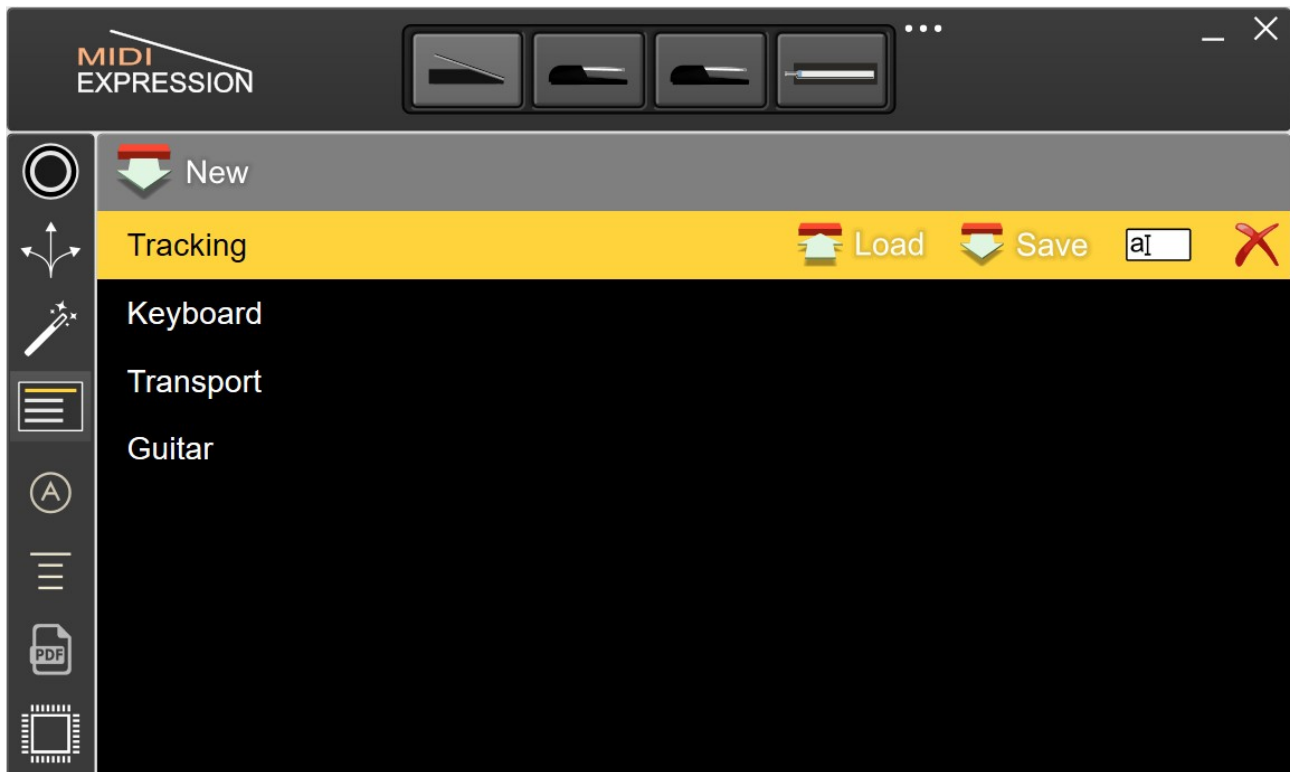 MIDI
EXPRESSION
New
Tracking Load Save a
Keyboard
Transport
Guitar
A
PDF